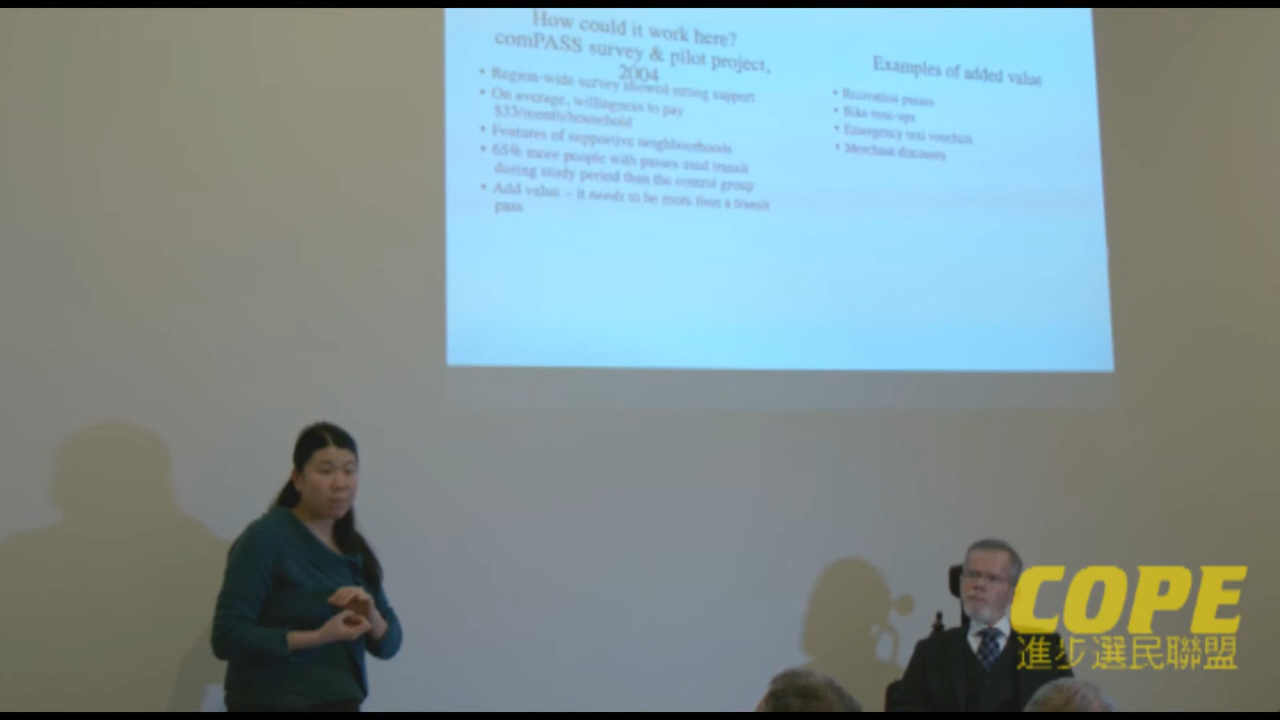 How could it work here?
comPASS survey & pilot project,
2004
• Region-wide survey showed strong support
• On average, willingness to pay
$33/month/household
• Features of supportive neighbourhoods
• 65% more people with passes used transit
during study period than the control group
• Add value – it needs to be more than a transit
pass
Examples of added value
• Recreation passes
• Bike tune-ups
• Emergency taxi vouchers
• Merchant discounts
COPE
進步選民聯盟